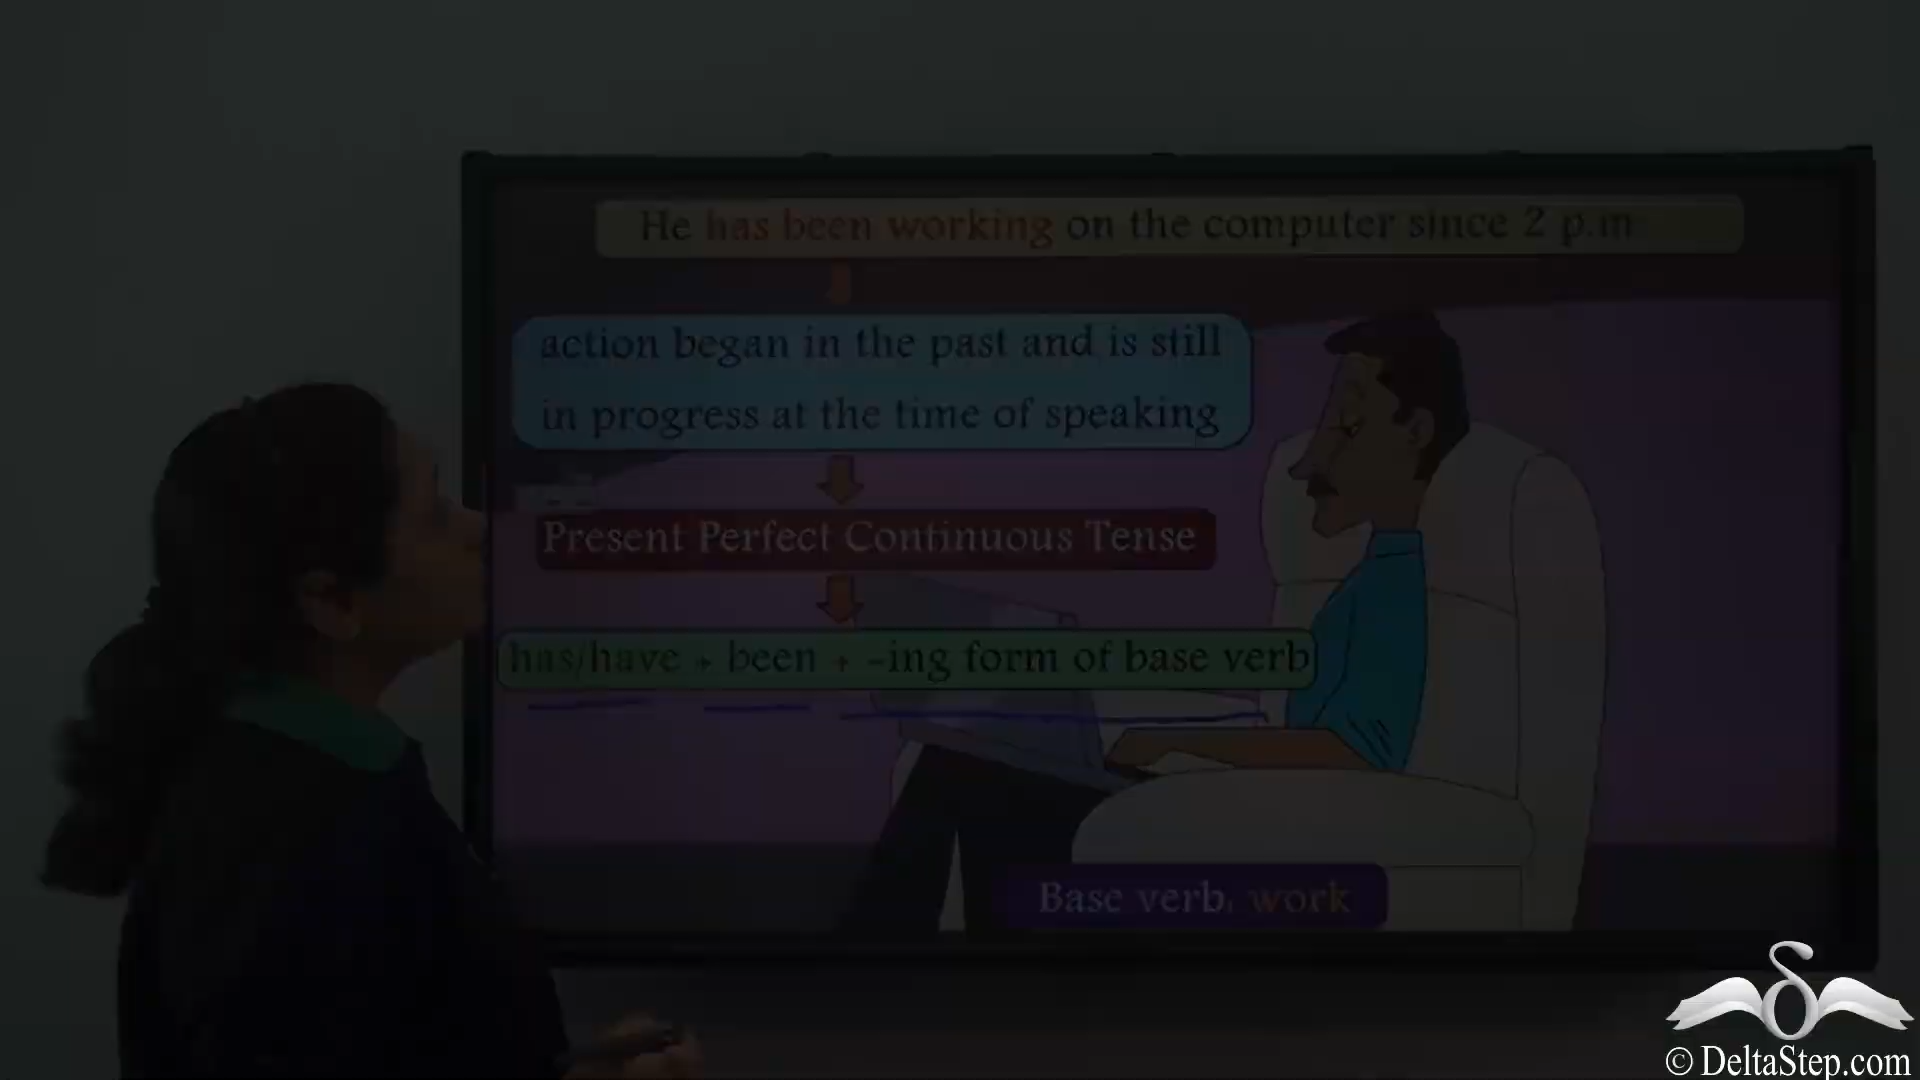 He has been working on the computer since 2 p.m.
action began in the past and is still
in progress at the time of speaking
Present Perfect Continuous Tense
has/have + been + -ing form of base verb
Base verb: work
© DeltaStep.com